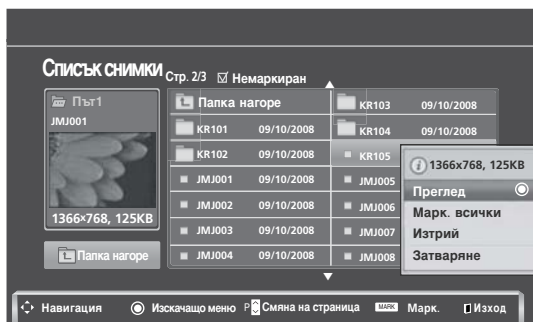 Списък снимки Стр. 2/3 Немаркиран
Път1
JMJ001
1366×768, 125KB
Папка нагоре
Папка нагоре
KR101 09/10/2008
KR102 09/10/2008
JMJ001 09/10/2008
JMJ002 09/10/2008
JMJ003 09/10/2008
JMJ004 09/10/2008
KR103 09/10/2008
KR104 09/10/2008
KR105
JMJ005
JMJ006
JMJ007
JMJ008
1366x768, 125KB
Преглед
Марк. всички
Изтрий
Затваряне
Навигация Изскачащо меню P Смяна на страница MARK Марк. Изход